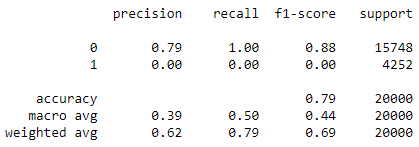 precision recall f1-score support
0 0.79 1.00 0.88 15748
1 0.00 0.00 0.00 4252
accuracy 0.79 20000
macro avg 0.39 0.50 0.44 20000
weighted avg 0.62 0.79 0.69 20000